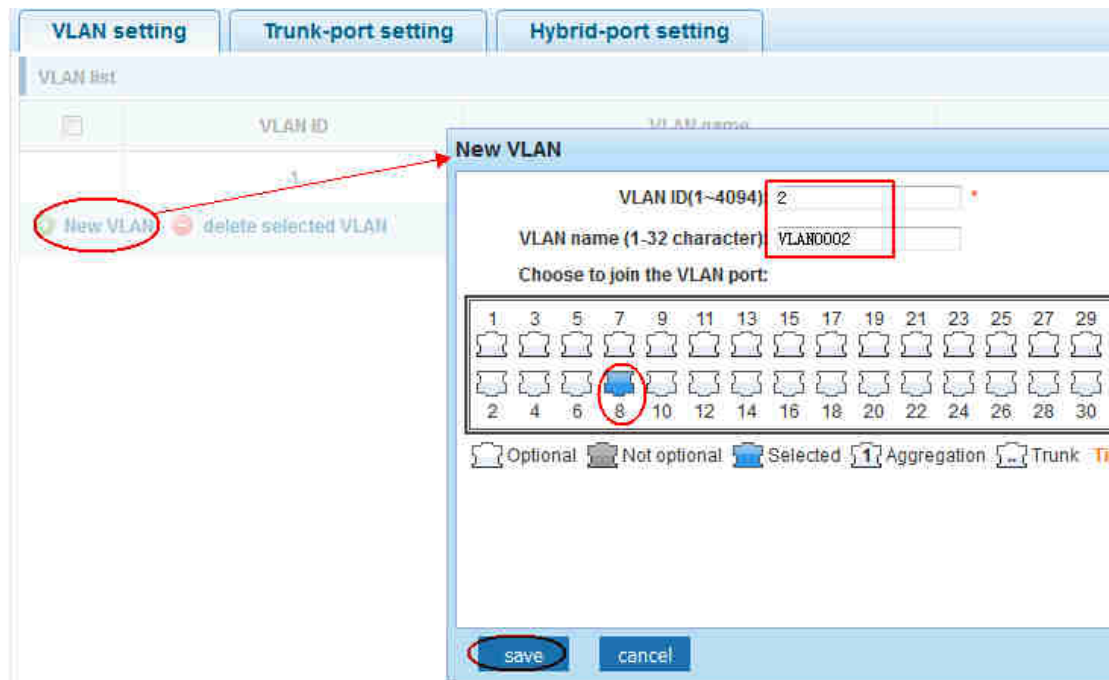 VLAN setting Trunk-port setting Hybrid-port setting
VLAN list
VLAN ID VLAN name
1
New VLAN
VLAN ID(1~4094): 2 *
New VLAN delete selected VLAN
VLAN name (1-32 character): VLAN0002
Choose to join the VLAN port:
1 3 5 7 9 11 13 15 17 19 21 23 25 27 29
2 4 6 8 10 12 14 16 18 20 22 24 26 28 30
Optional Not optional Selected 1 Aggregation Trunk Ti
save cancel